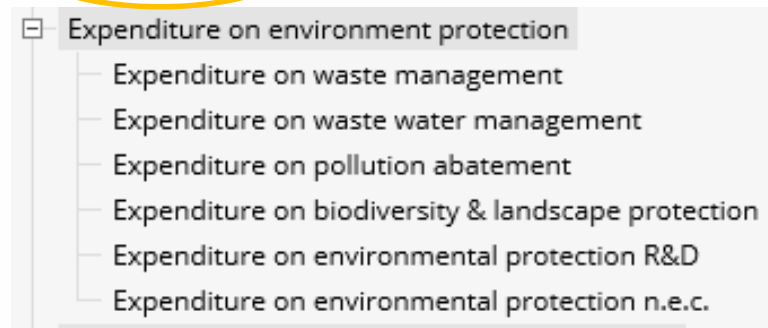 Expenditure on environment protection
Expenditure on waste management
Expenditure on waste water management
Expenditure on pollution abatement
Expenditure on biodiversity & landscape protection
Expenditure on environmental protection R&D
Expenditure on environmental protection n.e.c.